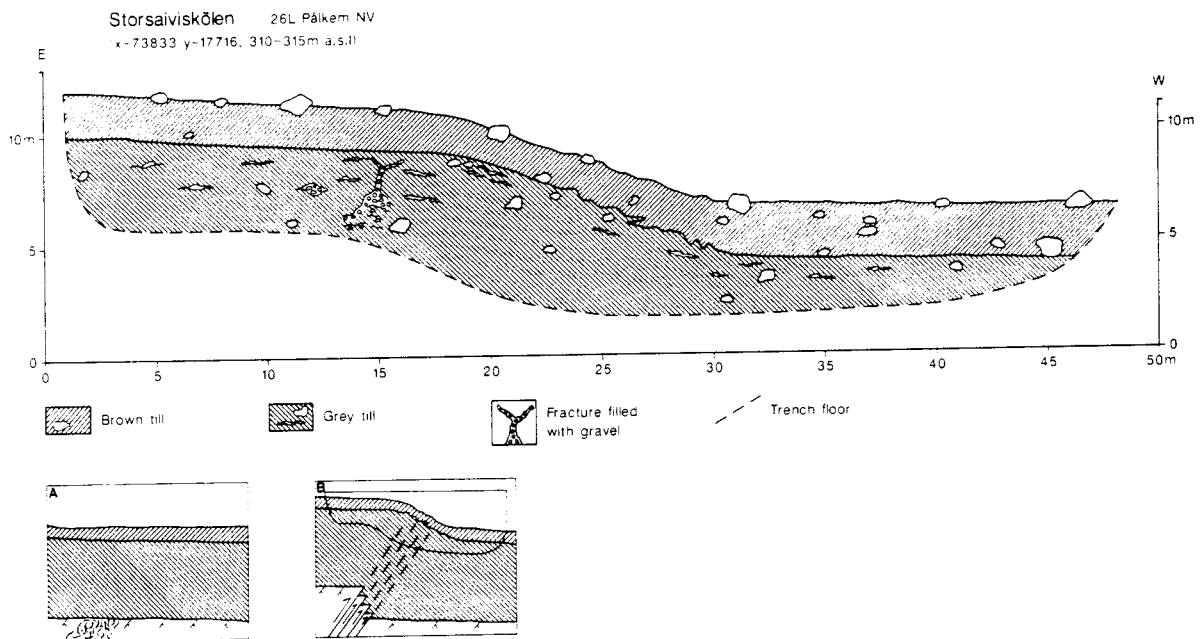 Storsaiviskölen 26L Pålkem NV
x-73833 y-17716, 310-315m a.s.l)
E
W
10m
10m
5
5
0
0
0 5 10 15 20 25 30 35 40 45 50m
Brown till
Grey till
Fracture filled
with gravel
Trench floor
A
B